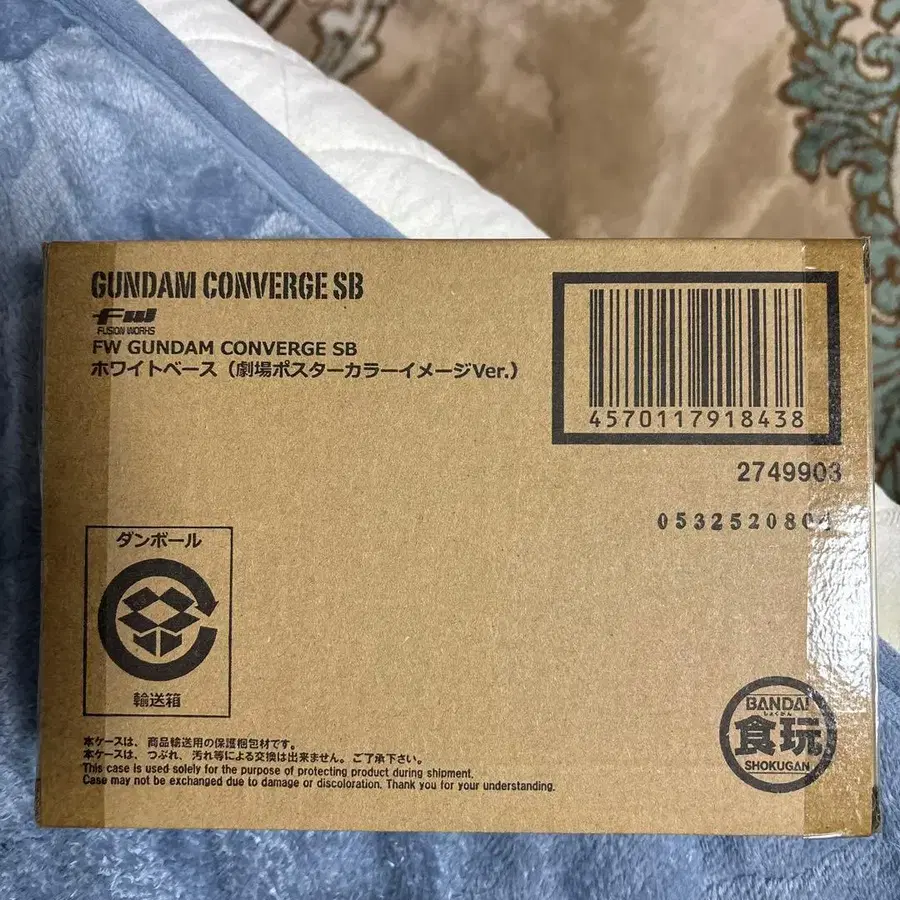 GUNDAM CONVERGE SB
FW
FUSION WORKS
FW GUNDAM CONVERGE SB
ホワイトベース（劇場ポスターカラーイメージVer.）
4570117918438
2749903
0532520804
ダンボール
輸送箱
本ケースは、商品輸送用の保護梱包材です。
本ケースは、つぶれ、汚れ等による交換は出来ません。ご了承下さい。
This case is used solely for the purpose of protecting product during shipment.
Case may not be exchanged due to damage or discoloration. Thank you for your understanding.
BANDAI
しょくがん
食玩
SHOKUGAN